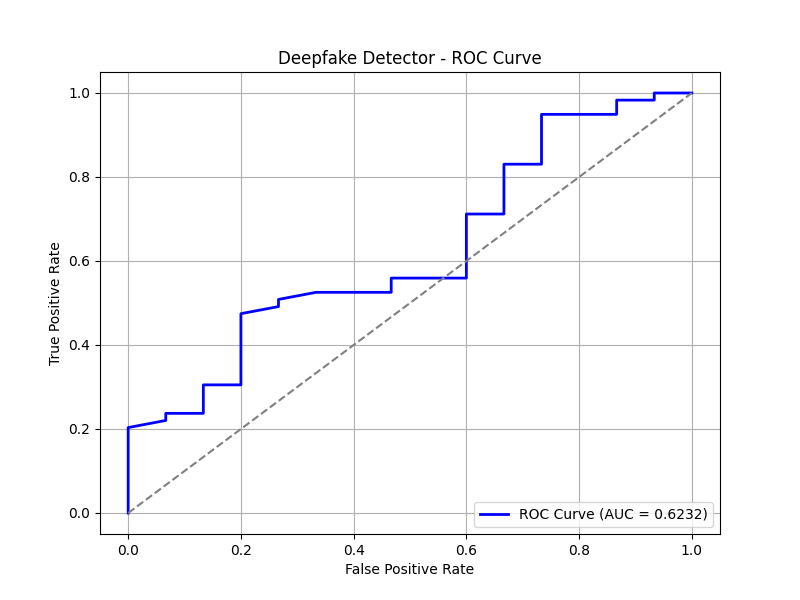 Deepfake Detector - ROC Curve
True Positive Rate
1.0
0.8
0.6
0.4
0.2
0.0
ROC Curve (AUC = 0.6232)
0.0 0.2 0.4 0.6 0.8 1.0
False Positive Rate